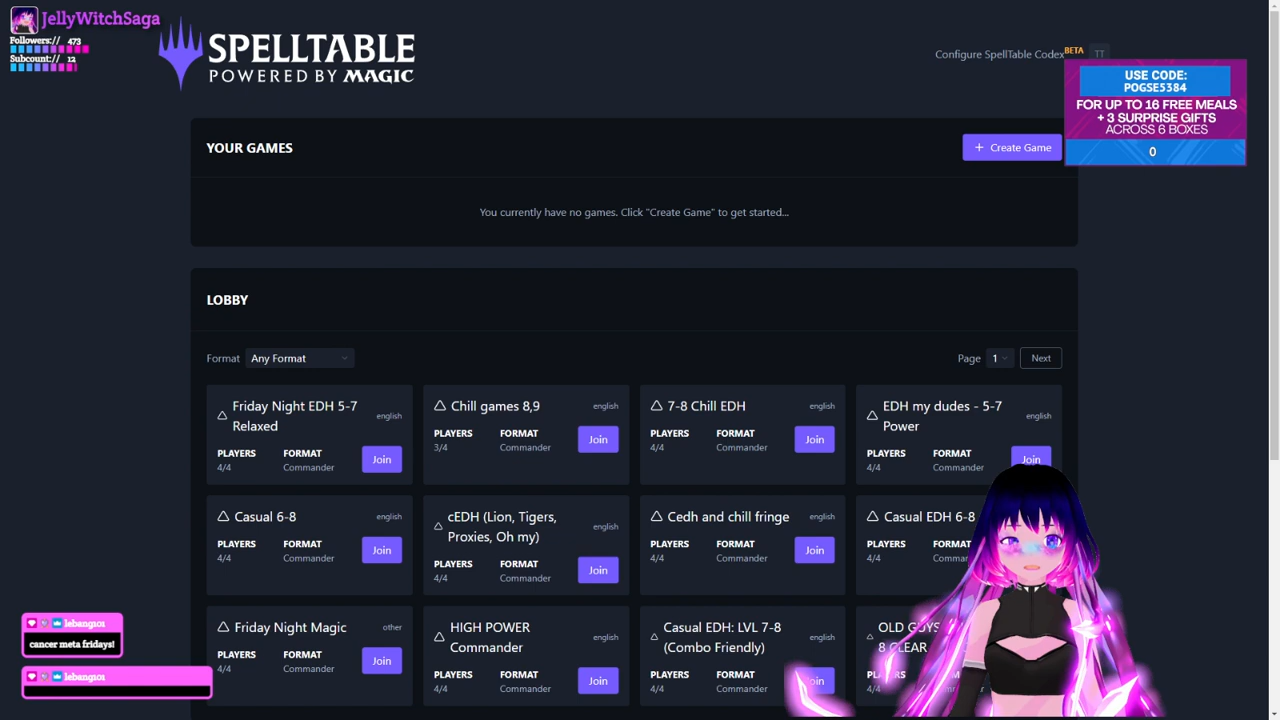 JellyWitchSaga
Followers:// 473
Subcount:// 12
SPELLTABLE
POWERED BY MAGIC
Configure SpellTable Codex BETA TT
USE CODE:
POGSE5384
FOR UP TO 16 FREE MEALS
+ 3 SURPRISE GIFTS
ACROSS 6 BOXES
0
YOUR GAMES
+ Create Game
You currently have no games. Click "Create Game" to get started...
LOBBY
Format Any Format
Page 1 Next
Friday Night EDH 5-7
Relaxed
english
PLAYERS FORMAT
4/4 Commander
Join
Chill games 8,9
english
PLAYERS FORMAT
3/4 Commander
Join
7-8 Chill EDH
english
PLAYERS FORMAT
4/4 Commander
Join
EDH my dudes - 5-7
Power
english
PLAYERS FORMAT
4/4 Commander
Join
Casual 6-8
english
PLAYERS FORMAT
4/4 Commander
Join
cEDH (Lion, Tigers,
Proxies, Oh my)
english
PLAYERS FORMAT
4/4 Commander
Join
Cedh and chill fringe
english
PLAYERS FORMAT
4/4 Commander
Join
Casual EDH 6-8
PLAYERS FORMAT
4/4
Friday Night Magic
other
PLAYERS FORMAT
4/4 Commander
Join
HIGH POWER
Commander
english
PLAYERS FORMAT
4/4 Commander
Join
Casual EDH: LVL 7-8
(Combo Friendly)
english
PLAYERS FORMAT
4/4 Commander
OLD GUYS
8 CLEAR
lebang101
cancer meta fridays!
lebang101